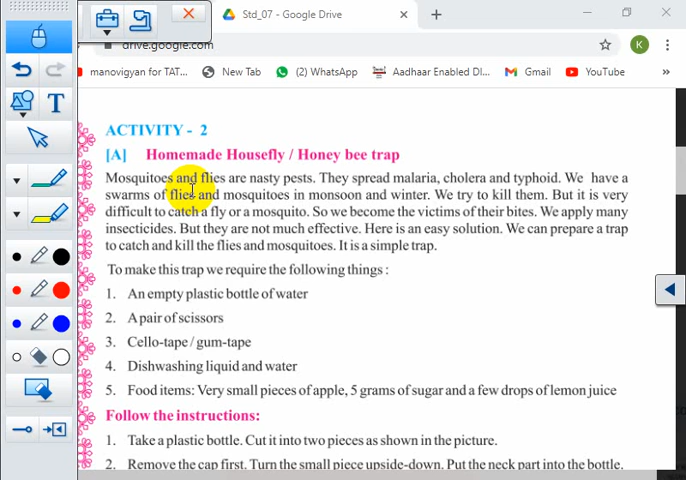 Std_07 - Google Drive
drive.google.com
manovigyan for TAT...
New Tab
(2) WhatsApp
Aadhaar Enabled DI...
Gmail
YouTube
»
K
T
ACTIVITY - 2
[A] Homemade Housefly / Honey bee trap
Mosquitoes and flies are nasty pests. They spread malaria, cholera and typhoid. We have a
swarms of flies and mosquitoes in monsoon and winter. We try to kill them. But it is very
difficult to catch a fly or a mosquito. So we become the victims of their bites. We apply many
insecticides. But they are not much effective. Here is an easy solution. We can prepare a trap
to catch and kill the flies and mosquitoes. It is a simple trap.
To make this trap we require the following things :
1. An empty plastic bottle of water
2. A pair of scissors
3. Cello-tape / gum-tape
4. Dishwashing liquid and water
5. Food items: Very small pieces of apple, 5 grams of sugar and a few drops of lemon juice
Follow the instructions:
1. Take a plastic bottle. Cut it into two pieces as shown in the picture.
2. Remove the cap first. Turn the small piece upside-down. Put the neck part into the bottle.